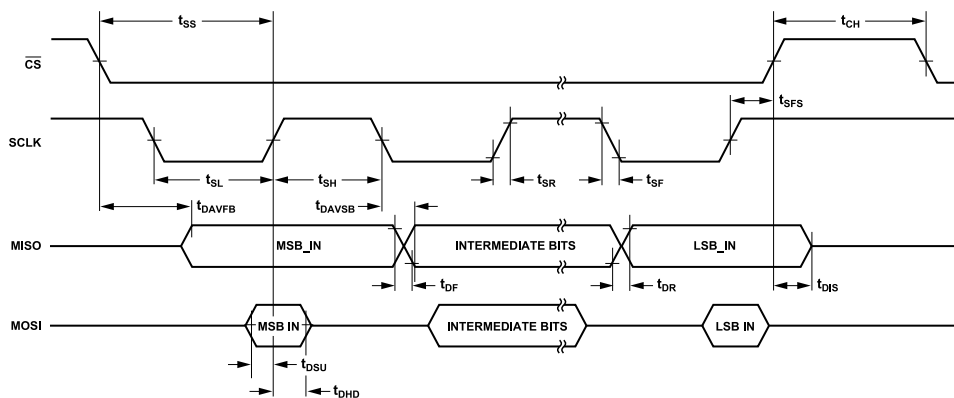 tSS
tCH
CS
tSFS
SCLK
tSL
tSH
tSR
tSF
tDAVFB
tDAVSB
MISO
MSB_IN
INTERMEDIATE BITS
LSB_IN
tDF
tDR
tDIS
MOSI
MSB IN
INTERMEDIATE BITS
LSB IN
tDSU
tDHD